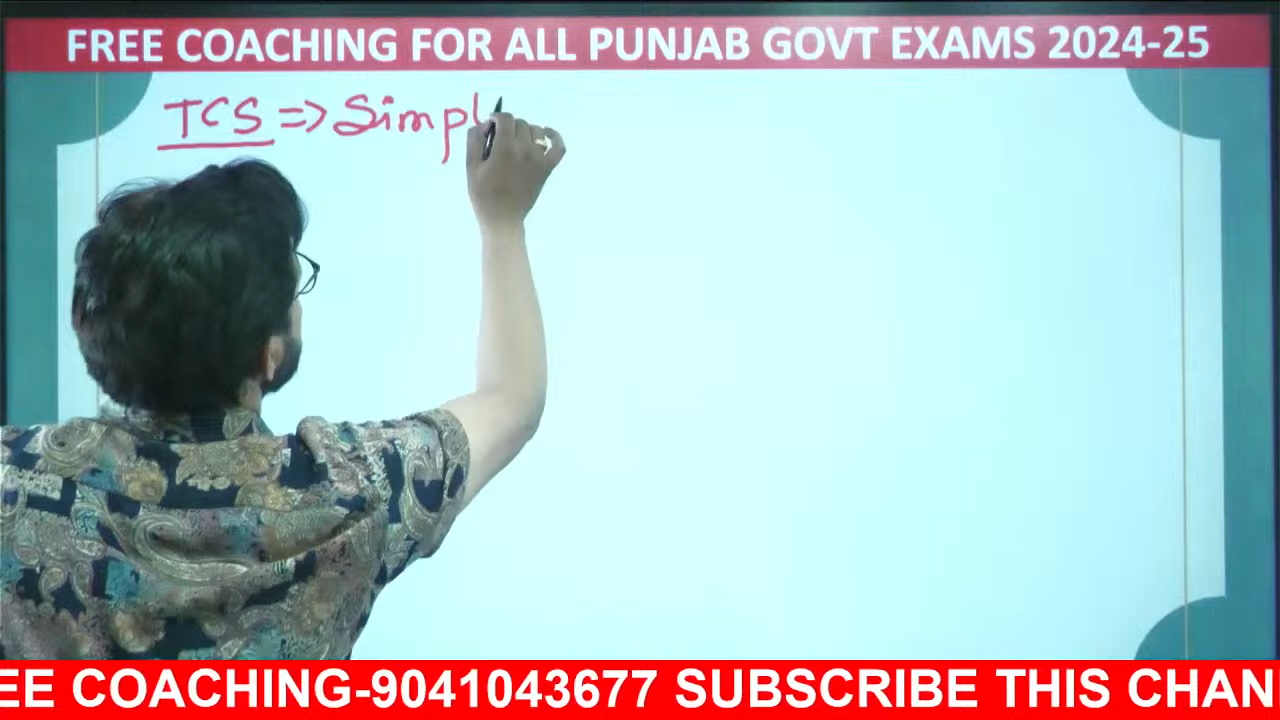 FREE COACHING FOR ALL PUNJAB GOVT EXAMS 2024-25
TCS => Simpl
EE COACHING-9041043677 SUBSCRIBE THIS CHAN